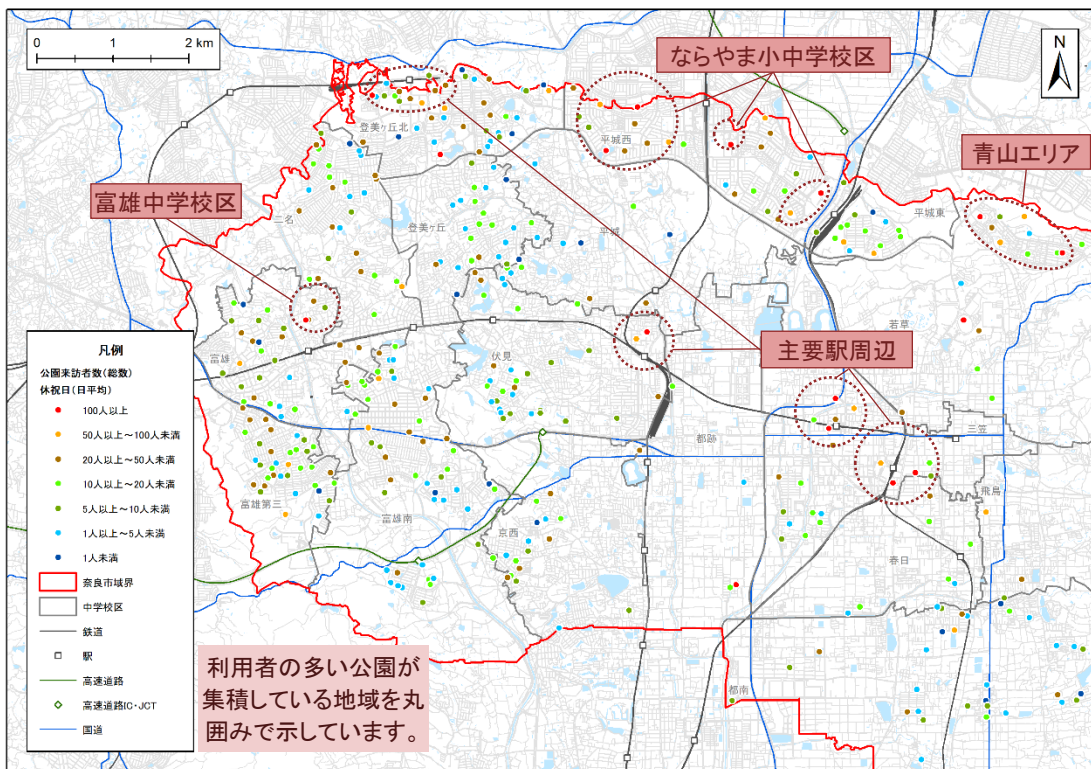 0 1 2 km
N
ならやま小中学校区
青山エリア
富雄中学校区
主要駅周辺
登美ヶ丘北
平城西
二名
登美ヶ丘
平城
平城東
若草
富雄
伏見
三笠
都跡
飛鳥
富雄第三
富雄南
京西
春日
都南
凡例
公園来訪者数(総数)
休祝日(日平均)
100人以上
50人以上～100人未満
20人以上～50人未満
10人以上～20人未満
5人以上～10人未満
1人以上～5人未満
1人未満
奈良市域界
中学校区
鉄道
駅
高速道路
高速道路IC・JCT
国道
利用者の多い公園が
集積している地域を丸
囲みで示しています。